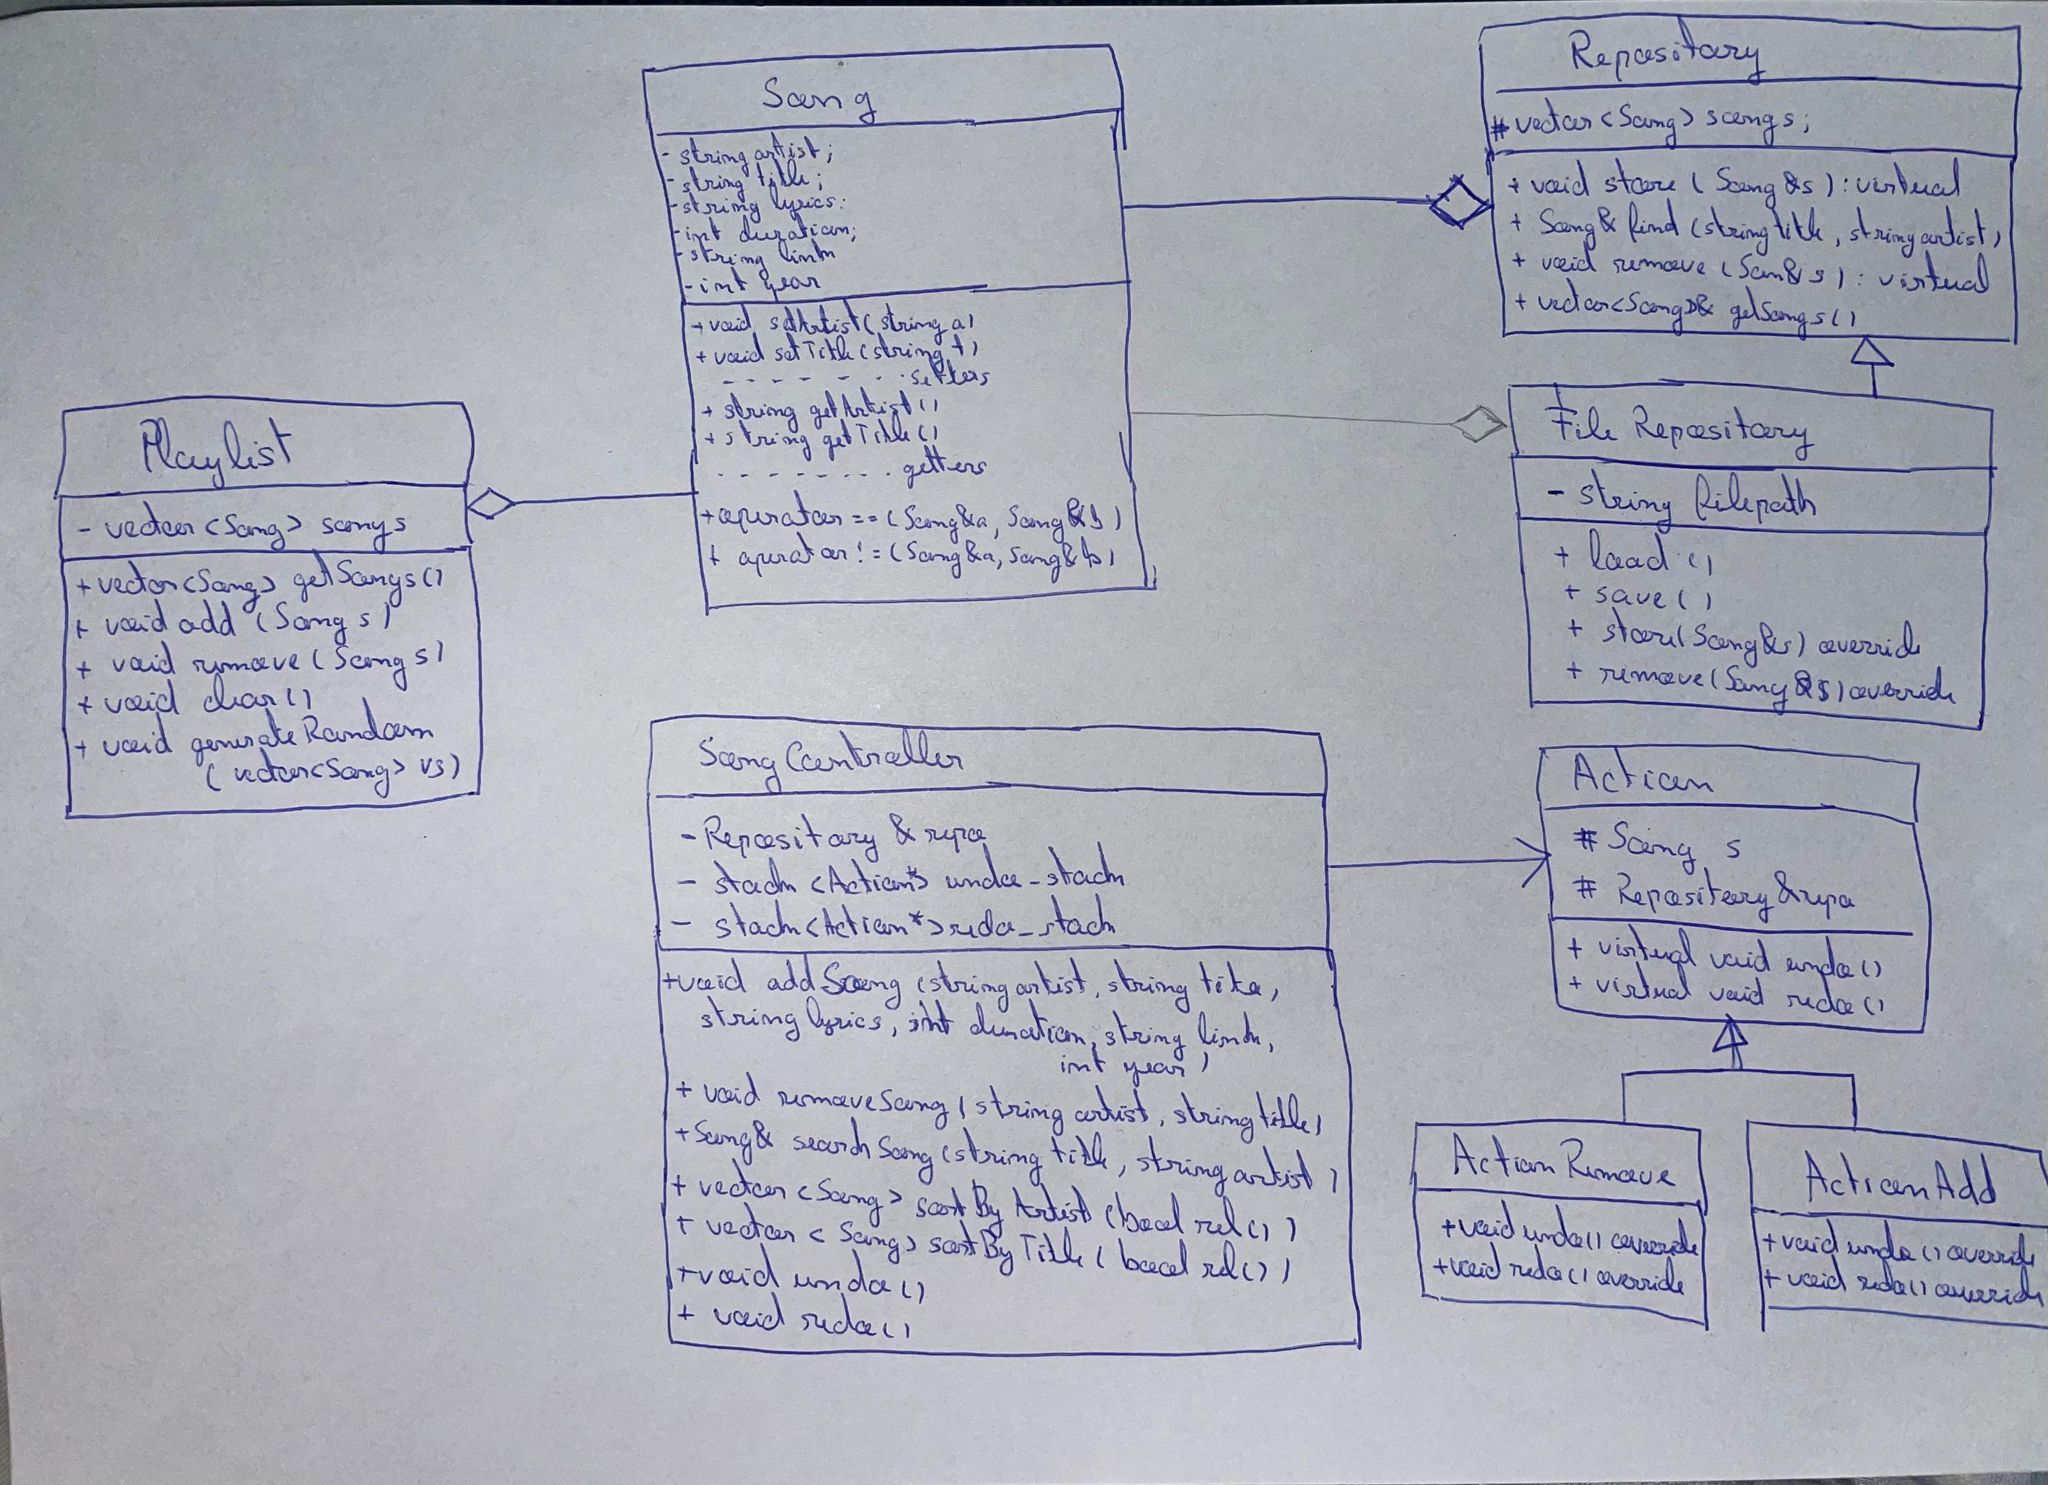 Song
- string artist;
- string title;
- string lyrics;
- int duration;
- string link
- int year
+ void setArtist(string a)
+ void setTitle(string t)
- - - - - - - - setters
+ string getArtist()
+ string getTitle()
- - - - - - - - getters
+ operator == (Song &a, Song &b)
+ operator != (Song &a, Song &b)
Repository
# vector <Song> songs;
+ void store (Song &s) : virtual
+ Song & find (string title, string artist)
+ void remove (Son& s) : virtual
+ vector<Song>& getSongs()
File Repository
- string filepath
+ load ()
+ save ()
+ store(Song &s) override
+ remove(Song &s) override
Playlist
- vector <Song> songs
+ vector <Song> getSongs()
+ void add (Song s)
+ void remove (Song s)
+ void clear ()
+ void generateRandom
( vector<Song> vs)
Song Controller
- Repository & repo
- stack <Action*> undo_stack
- stack <Action*> redo_stack
+ void addSong (string artist, string title,
string lyrics, int duration, string link,
int year)
+ void removeSong ( string artist, string title)
+ Song& searchSong (string title, string artist)
+ vector <Song> sortByArtist (bool rel())
+ vector <Song> sortByTitle (bool rel())
+ void undo ()
+ void redo ()
Action
# Song s
# Repository & repo
+ virtual void undo ()
+ virtual void redo ()
Action Remove
+ void undo () override
+ void redo () override
Action Add
+ void undo () override
+ void redo () override